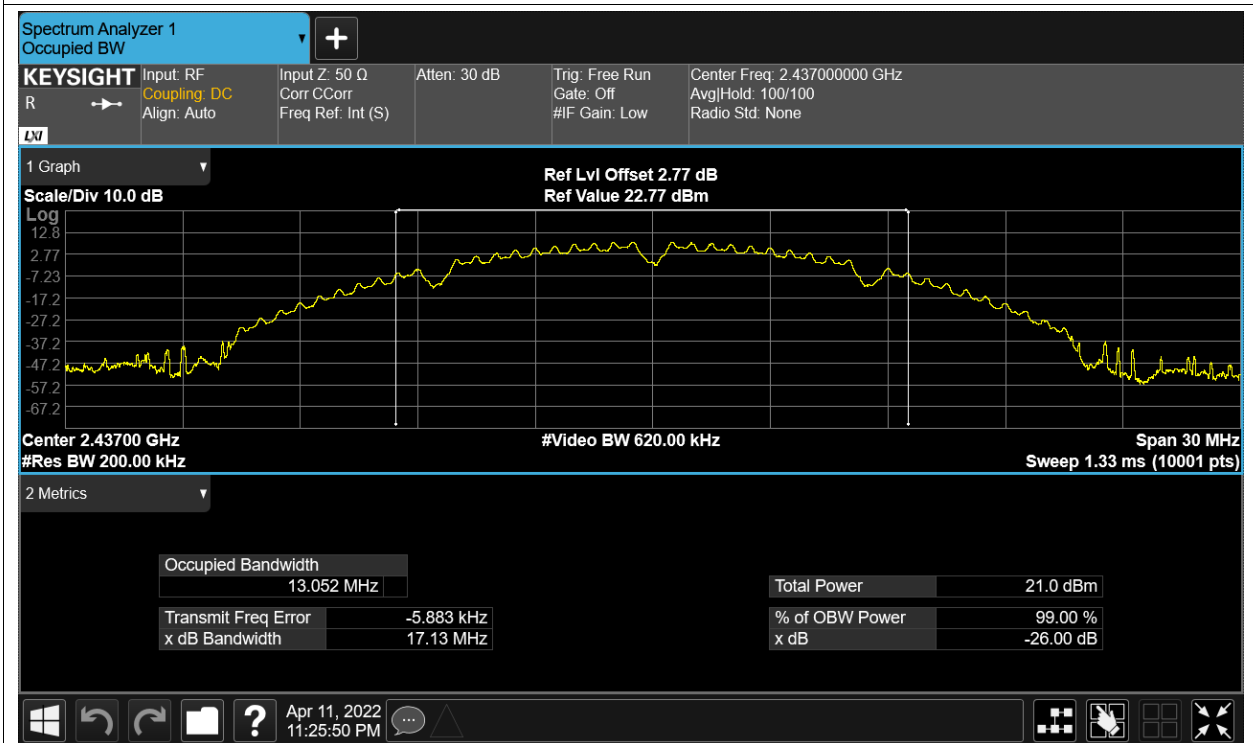 Spectrum Analyzer 1
Occupied BW
KEYSIGHT
R
LXI
Input: RF
Coupling: DC
Align: Auto
Input Z: 50 Ω
Corr CCorr
Freq Ref: Int (S)
Atten: 30 dB
Trig: Free Run
Gate: Off
#IF Gain: Low
Center Freq: 2.437000000 GHz
Avg|Hold: 100/100
Radio Std: None
1 Graph
Scale/Div 10.0 dB
Ref Lvl Offset 2.77 dB
Ref Value 22.77 dBm
Log
12.8
2.77
-7.23
-17.2
-27.2
-37.2
-47.2
-57.2
-67.2
Center 2.43700 GHz
#Video BW 620.00 kHz
Span 30 MHz
#Res BW 200.00 kHz
Sweep 1.33 ms (10001 pts)
2 Metrics
Occupied Bandwidth
13.052 MHz
Total Power 21.0 dBm
Transmit Freq Error -5.883 kHz
% of OBW Power 99.00 %
x dB Bandwidth 17.13 MHz
x dB -26.00 dB
?
Apr 11, 2022
11:25:50 PM